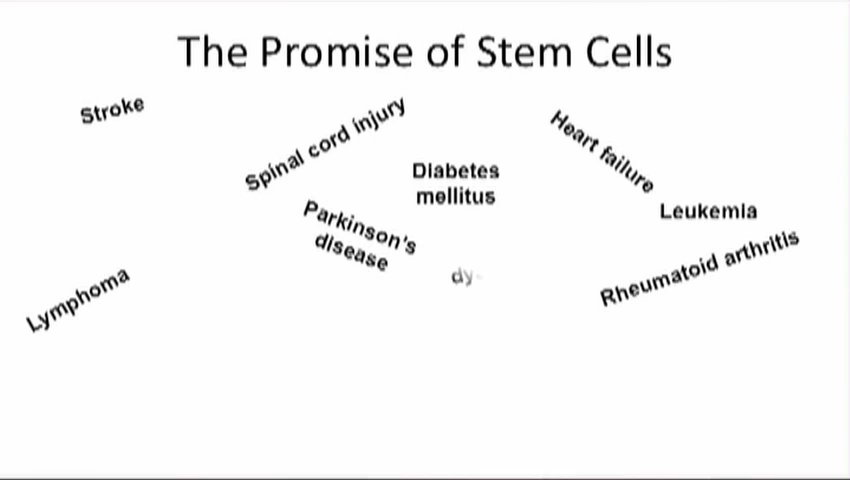 The Promise of Stem Cells
Stroke
Spinal cord injury
Heart failure
Diabetes
mellitus
Leukemia
Parkinson's
disease
Rheumatoid arthritis
dy
Lymphoma